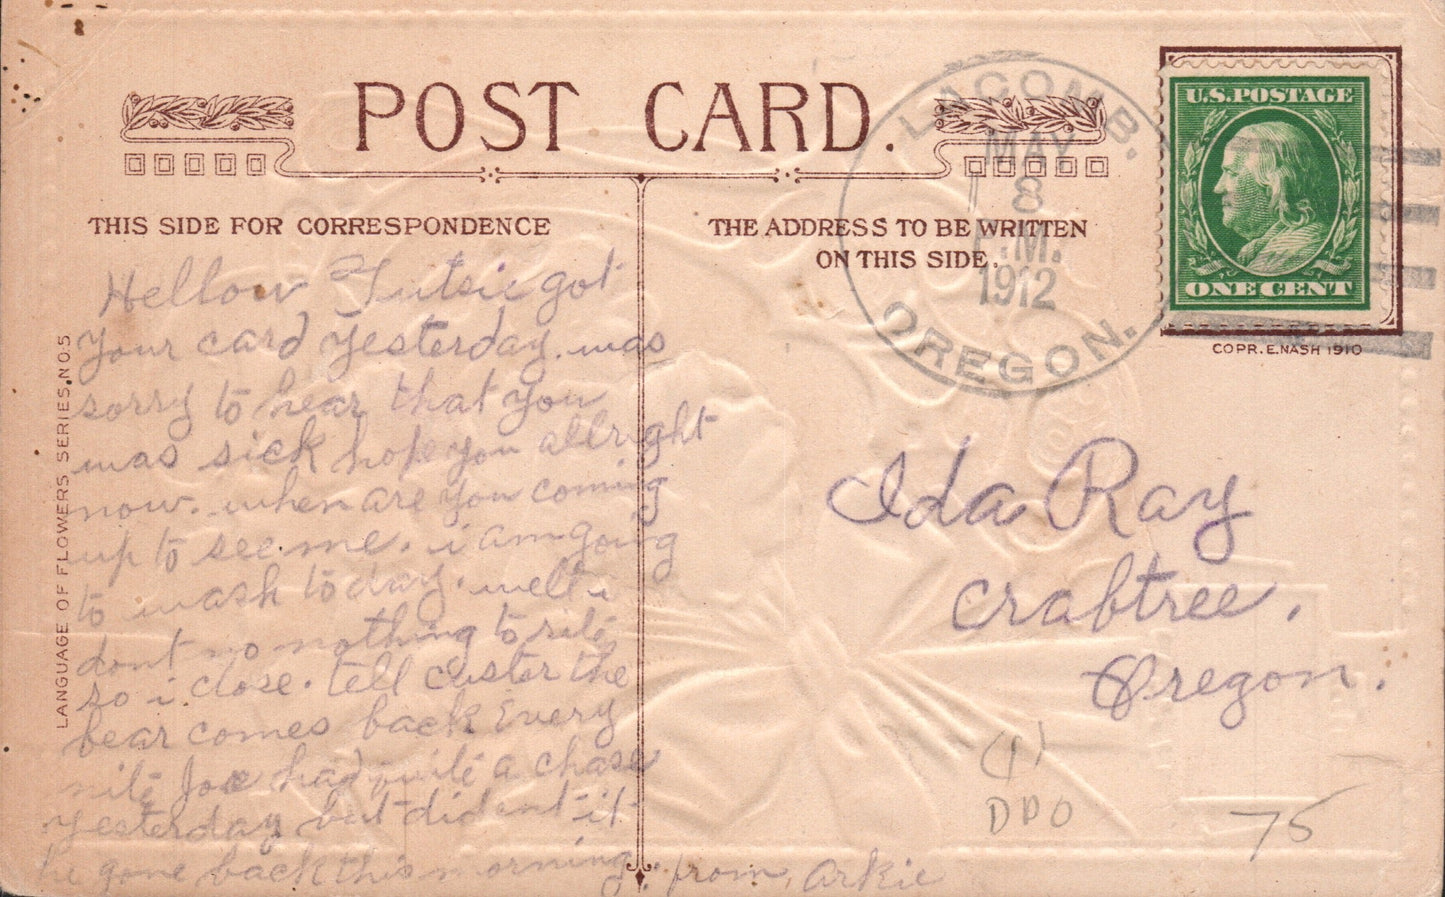 POST CARD.
THIS SIDE FOR CORRESPONDENCE
THE ADDRESS TO BE WRITTEN
ON THIS SIDE.
LACOMB.
MAY
8
P.M.
1912
OREGON.
U.S.POSTAGE
ONE CENT
COPR. E.NASH 1910
LANGUAGE OF FLOWERS SERIES NO.5
Hellow Tutsie got
your card yesterday. was
sorry to hear that you
was sick hope you allright
now. when are you coming
up to see me. i am going
to wash to day. well i
dont no nothing to rite
so i close. tell Custer the
bear comes back Every
nite Joe had quite a chase
yesterday but dident it
he gone back this morning. from, Arkie
Ida Ray
Crabtree.
Oregon.
41
DPO
75